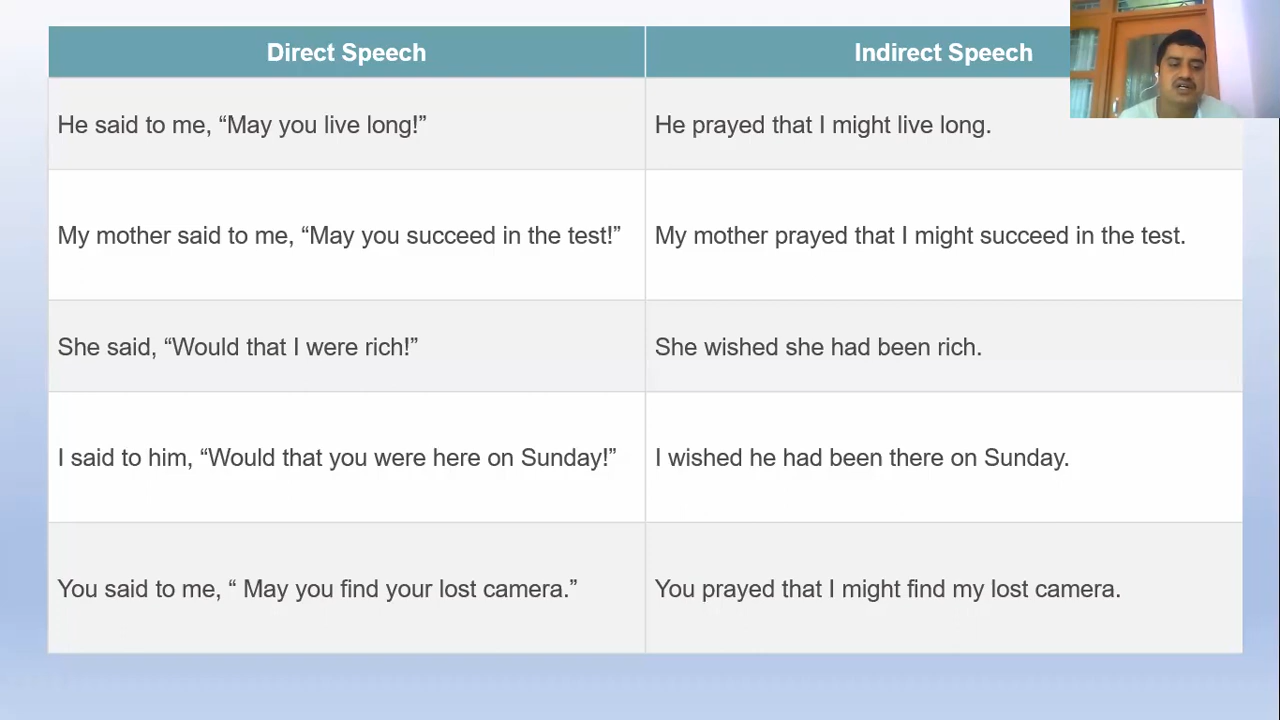 Direct Speech
Indirect Speech
He said to me, “May you live long!”
He prayed that I might live long.
My mother said to me, “May you succeed in the test!”
My mother prayed that I might succeed in the test.
She said, “Would that I were rich!”
She wished she had been rich.
I said to him, “Would that you were here on Sunday!”
I wished he had been there on Sunday.
You said to me, “ May you find your lost camera.”
You prayed that I might find my lost camera.